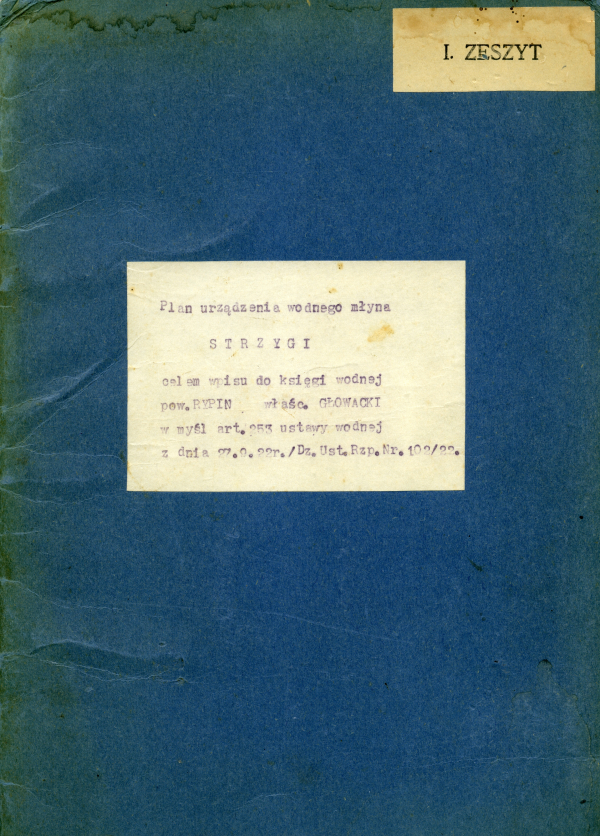 I. ZESZYT
Plan urządzenia wodnego młyna
S T R Z Y G I
celem wpisu do księgi wodnej
pow.RYPIN właśc. GŁOWACKI
w myśl art.253 ustawy wodnej
z dnia 27.9.22r./Dz.Ust.Rzp.Nr.102/22.